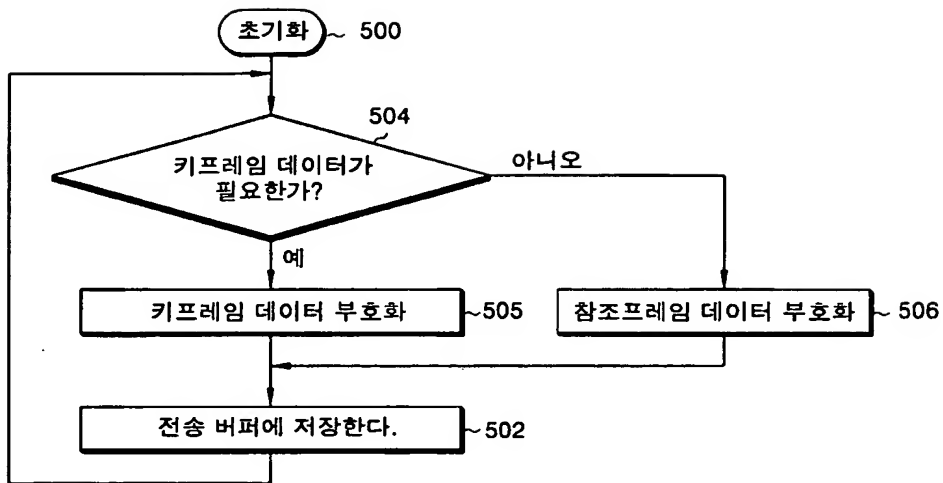 초기화
500
504
키프레임 데이터가
필요한가?
아니오
예
키프레임 데이터 부호화
505
참조프레임 데이터 부호화
506
전송 버퍼에 저장한다.
502